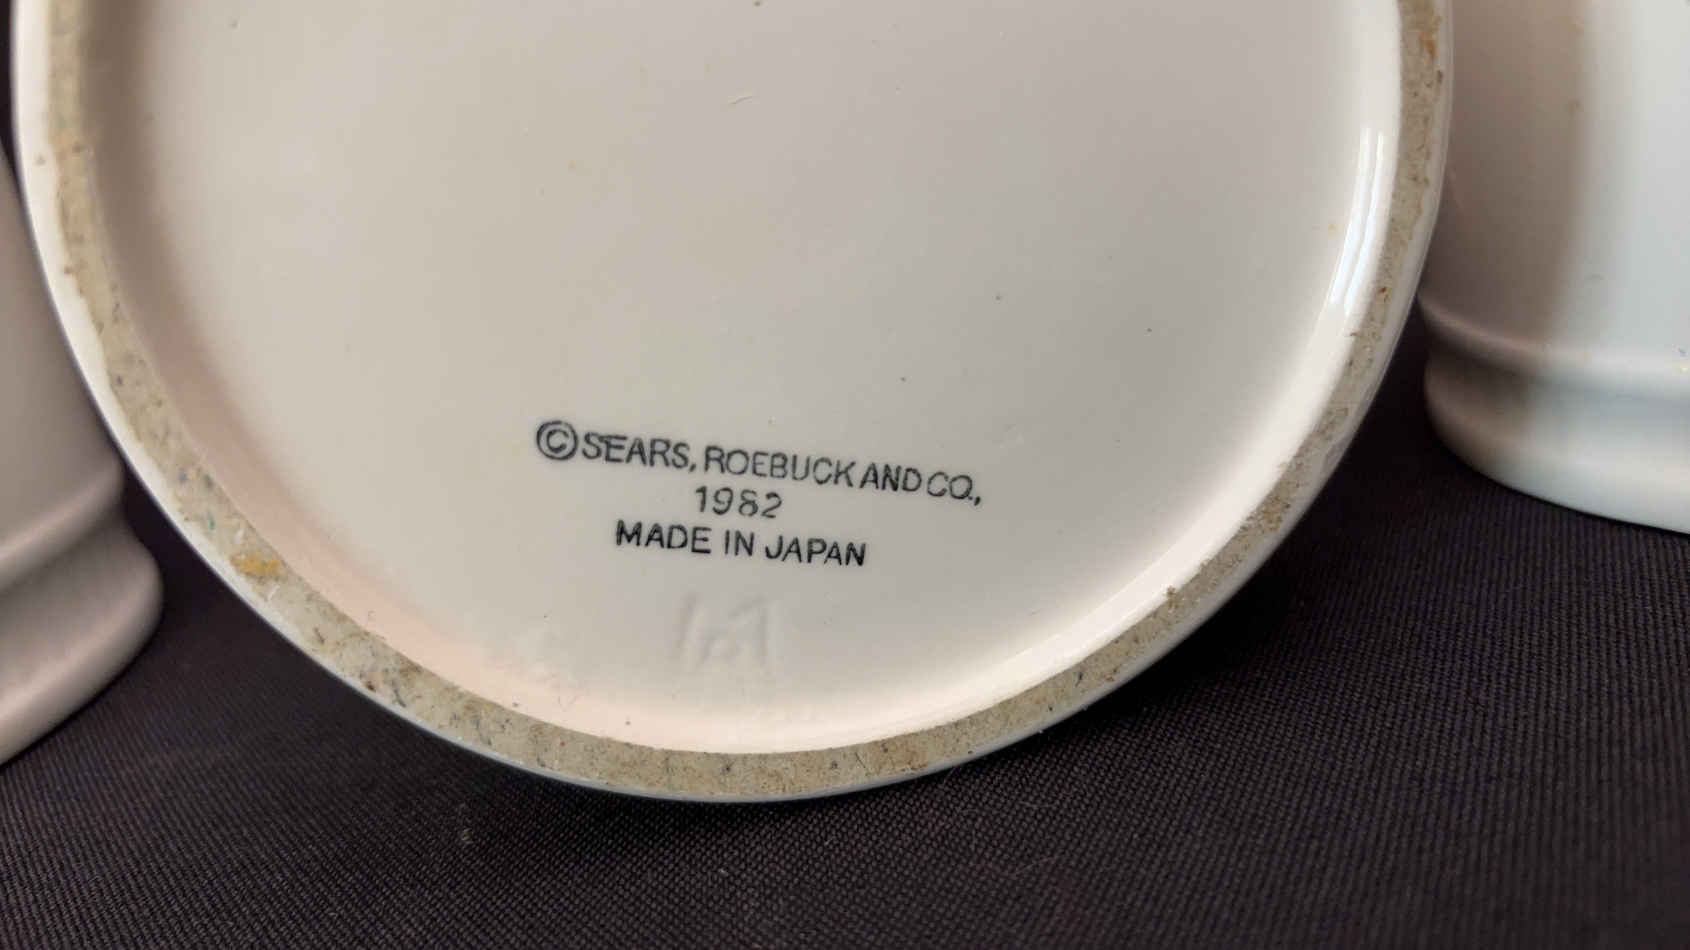 ©SEARS, ROEBUCK AND CO.,
1982
MADE IN JAPAN